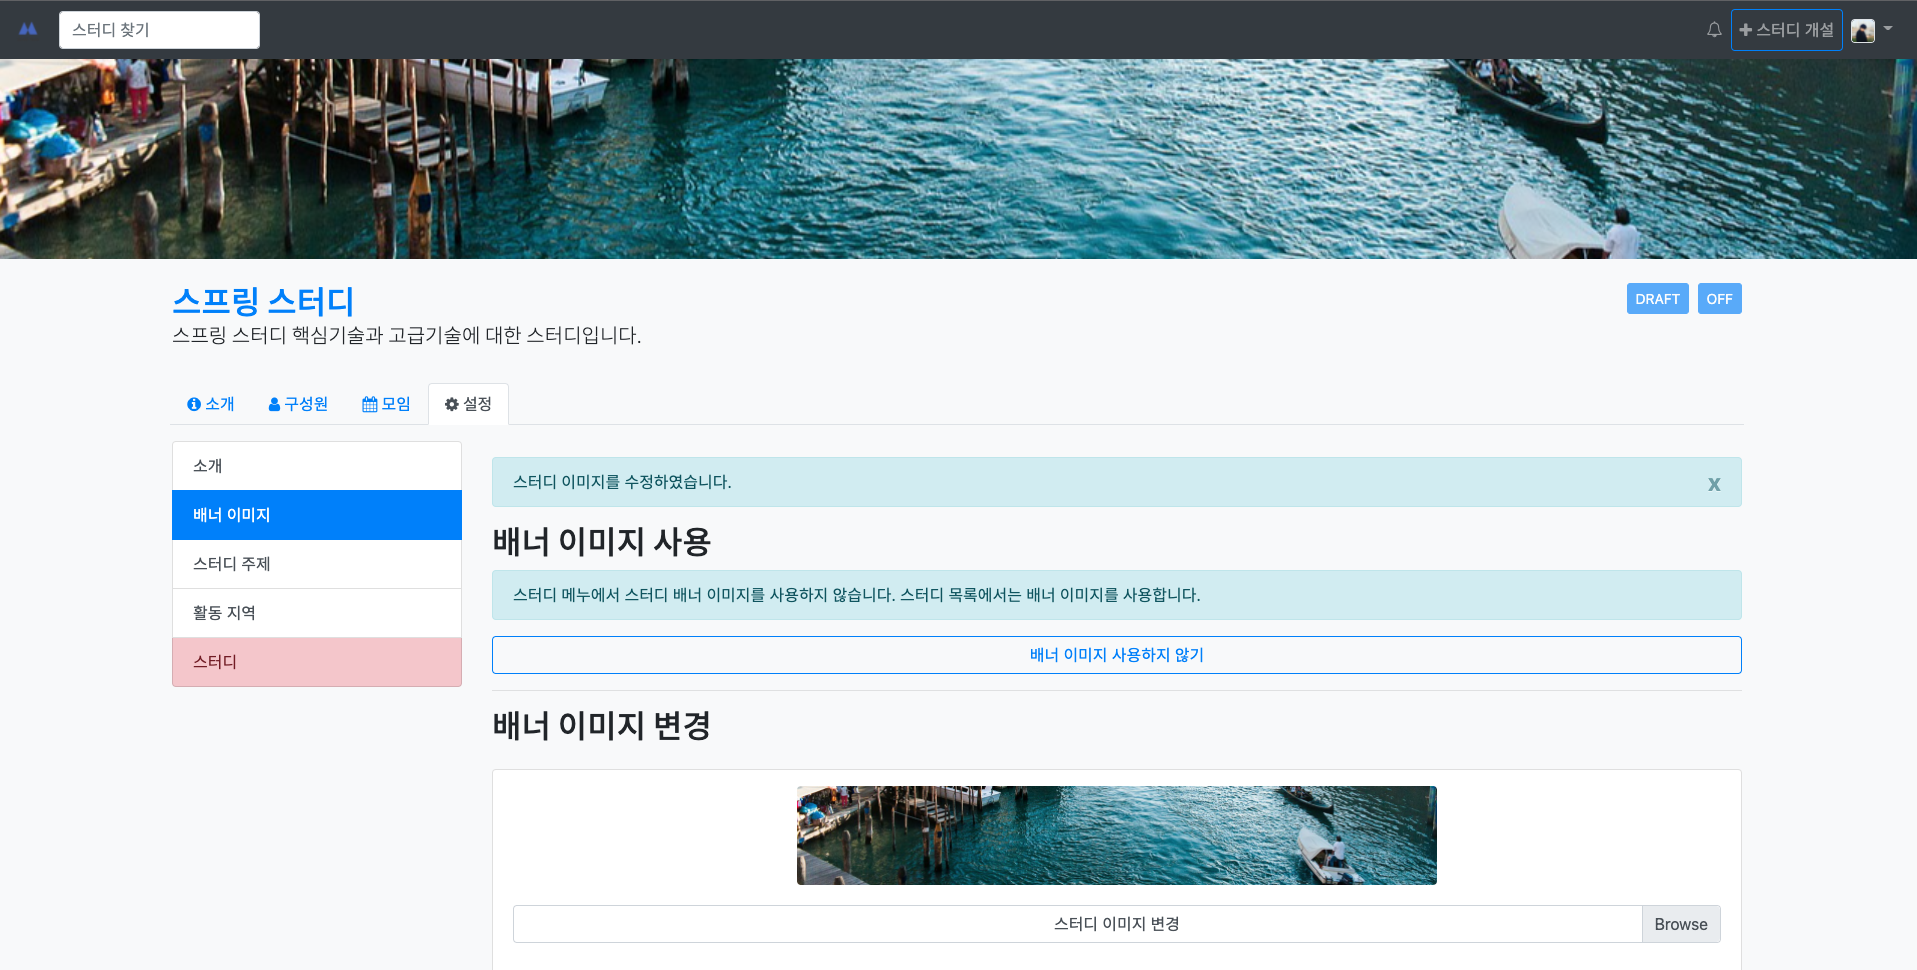 스터디 찾기
스터디 개설
스프링 스터디
DRAFT
OFF
스프링 스터디 핵심기술과 고급기술에 대한 스터디입니다.
소개
구성원
모임
설정
소개
배너 이미지
스터디 주제
활동 지역
스터디
스터디 이미지를 수정하였습니다.
x
배너 이미지 사용
스터디 메뉴에서 스터디 배너 이미지를 사용하지 않습니다. 스터디 목록에서는 배너 이미지를 사용합니다.
배너 이미지 사용하지 않기
배너 이미지 변경
스터디 이미지 변경
Browse